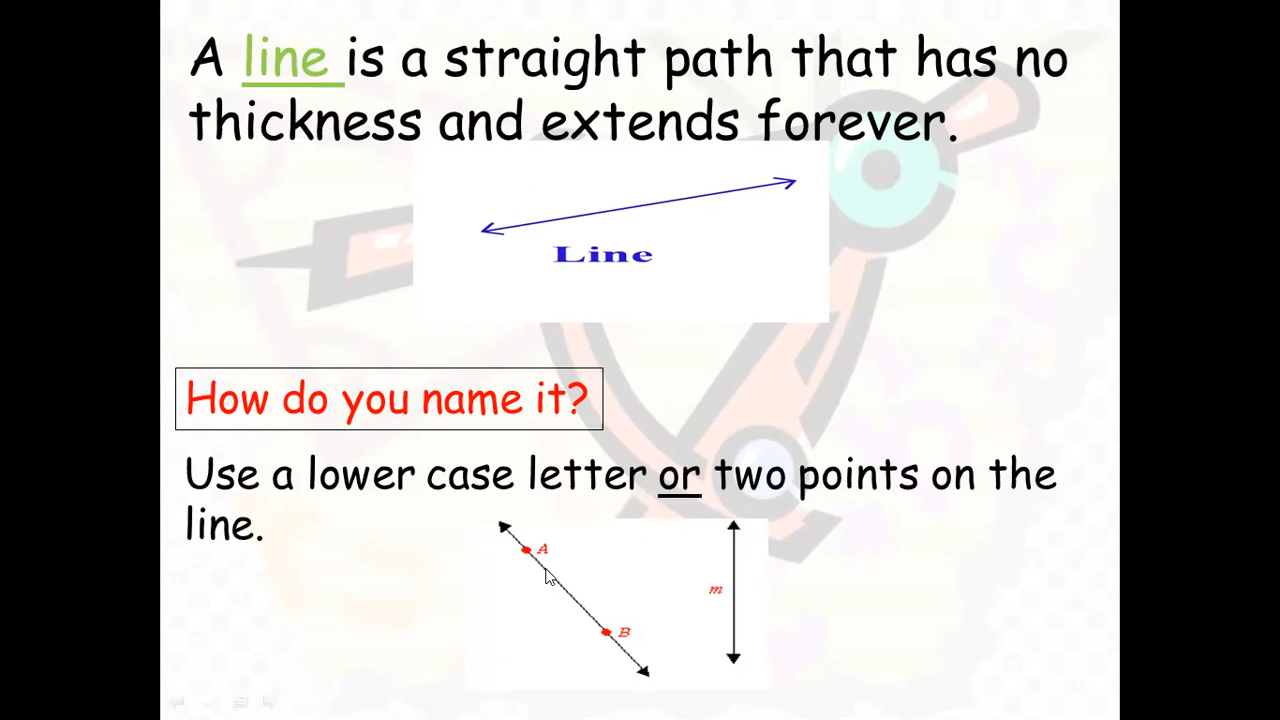 A line is a straight path that has no
thickness and extends forever.
Line
How do you name it?
Use a lower case letter or two points on the
line.
A
m
B